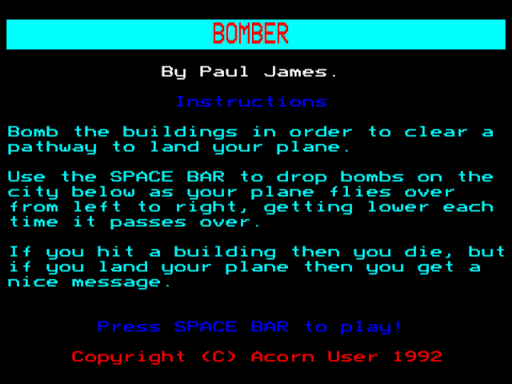 BOMBER
By Paul James.
Instructions
Bomb the buildings in order to clear a
pathway to land your plane.
Use the SPACE BAR to drop bombs on the
city below as your plane flies over
from left to right, getting lower each
time it passes over.
If you hit a building then you die, but
if you land your plane then you get a
nice message.
Press SPACE BAR to play!
Copyright (C) Acorn User 1992